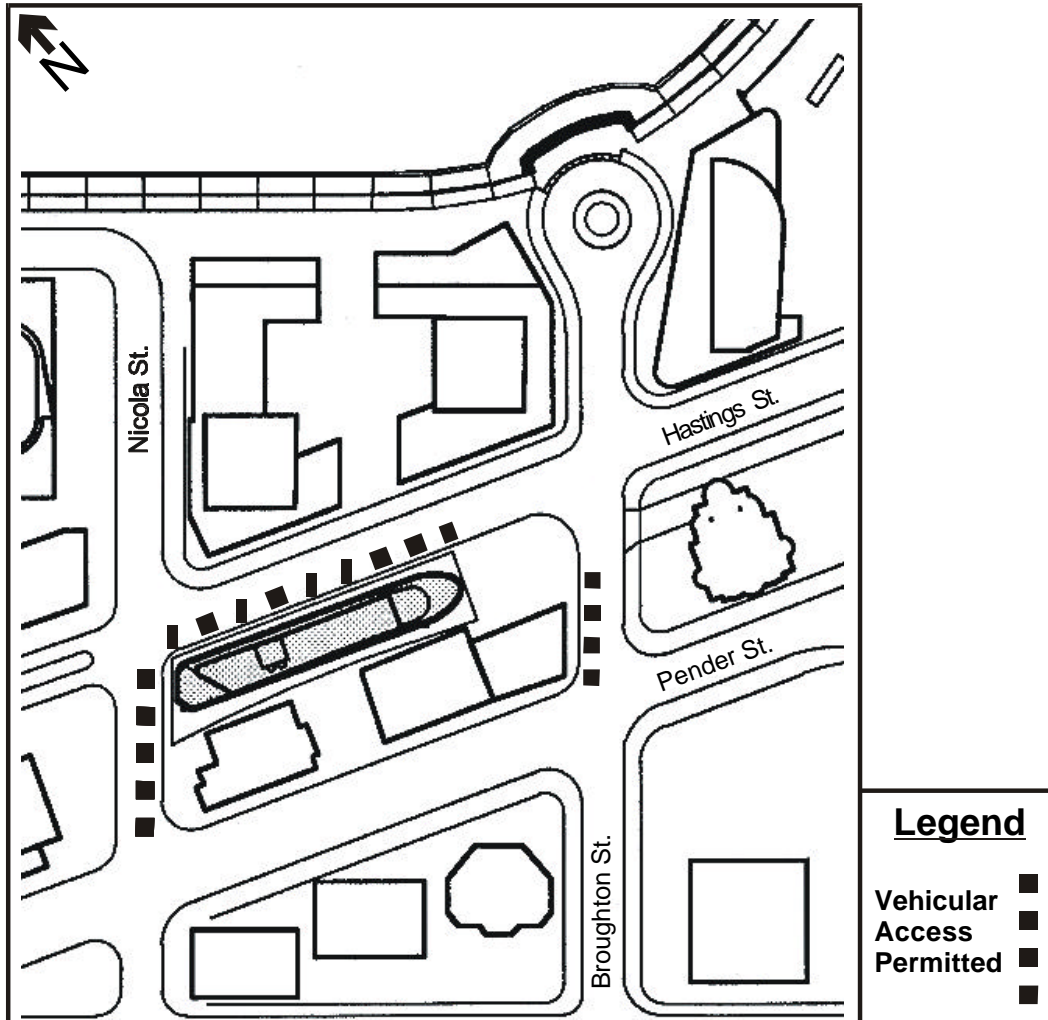 N
Nicola St.
Hastings St.
Pender St.
Broughton St.
Legend
Vehicular
Access
Permitted